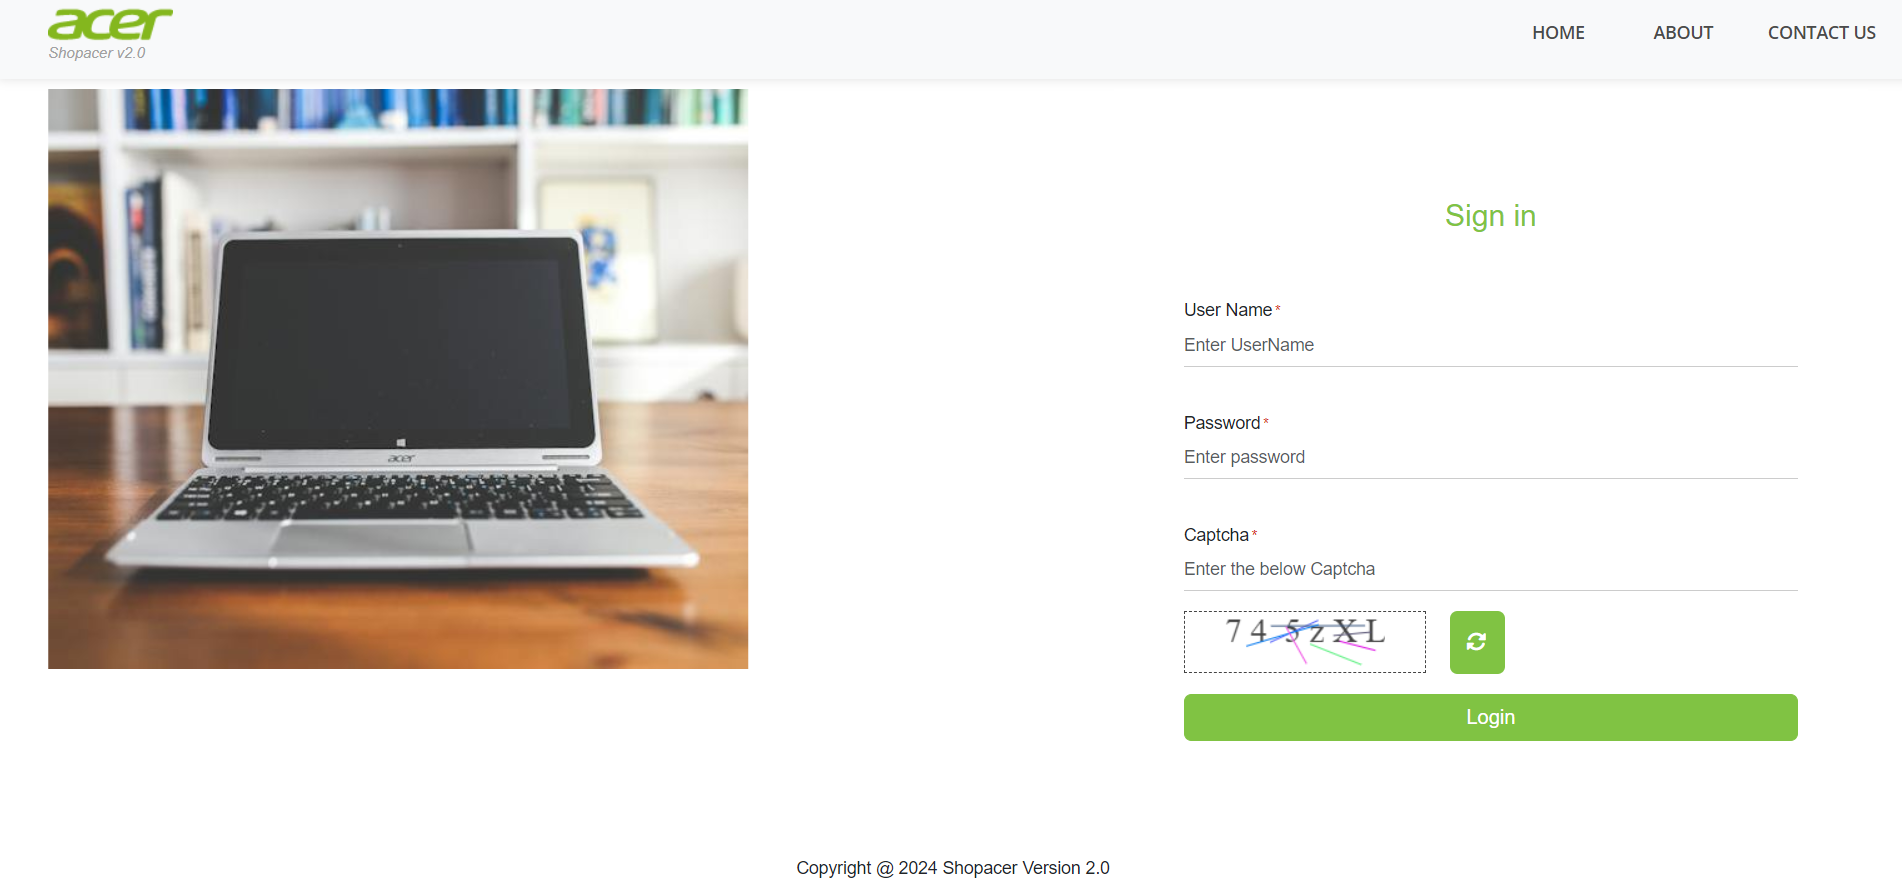 acer
Shopacer v2.0
HOME
ABOUT
CONTACT US
acer
Sign in
User Name*
Enter UserName
Password*
Enter password
Captcha*
Enter the below Captcha
7 4 5 z X L
Login
Copyright @ 2024 Shopacer Version 2.0